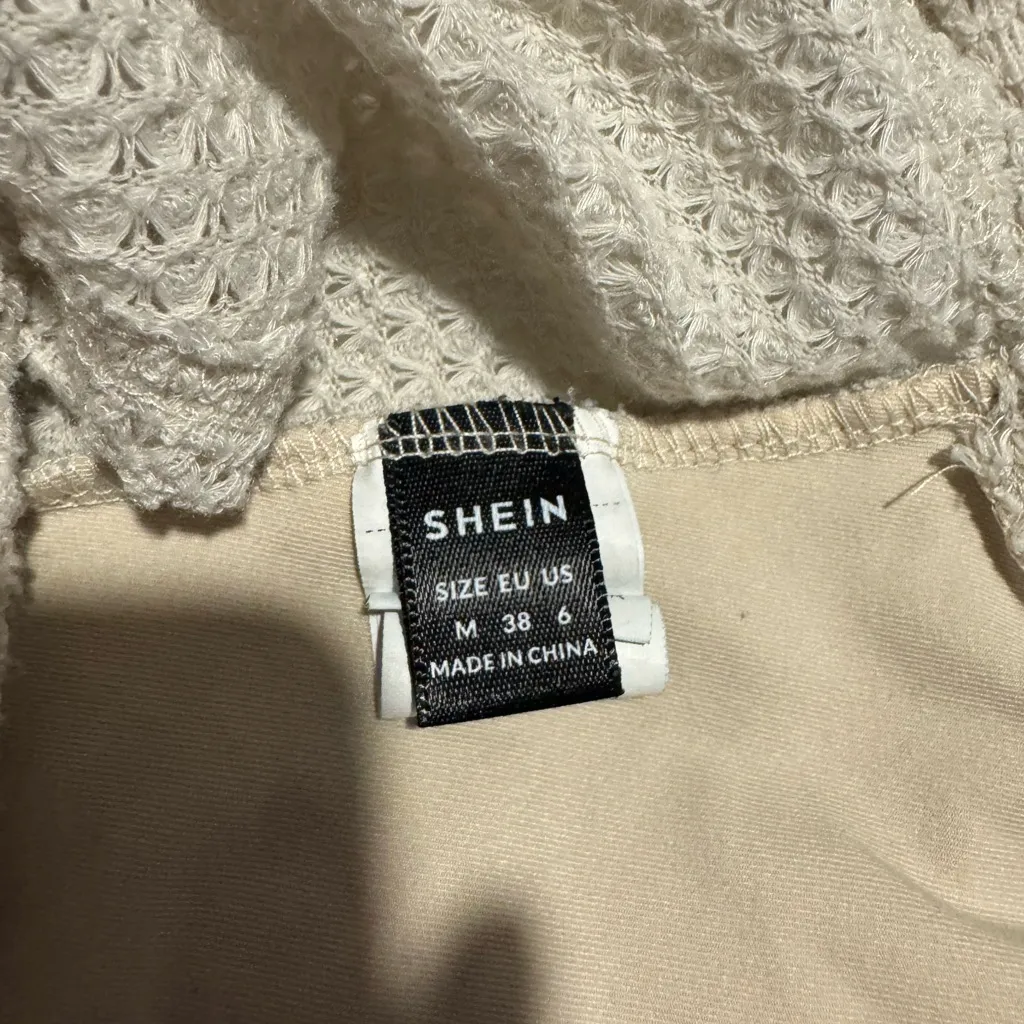 SHEIN
SIZE EU US
M 38 6
MADE IN CHINA